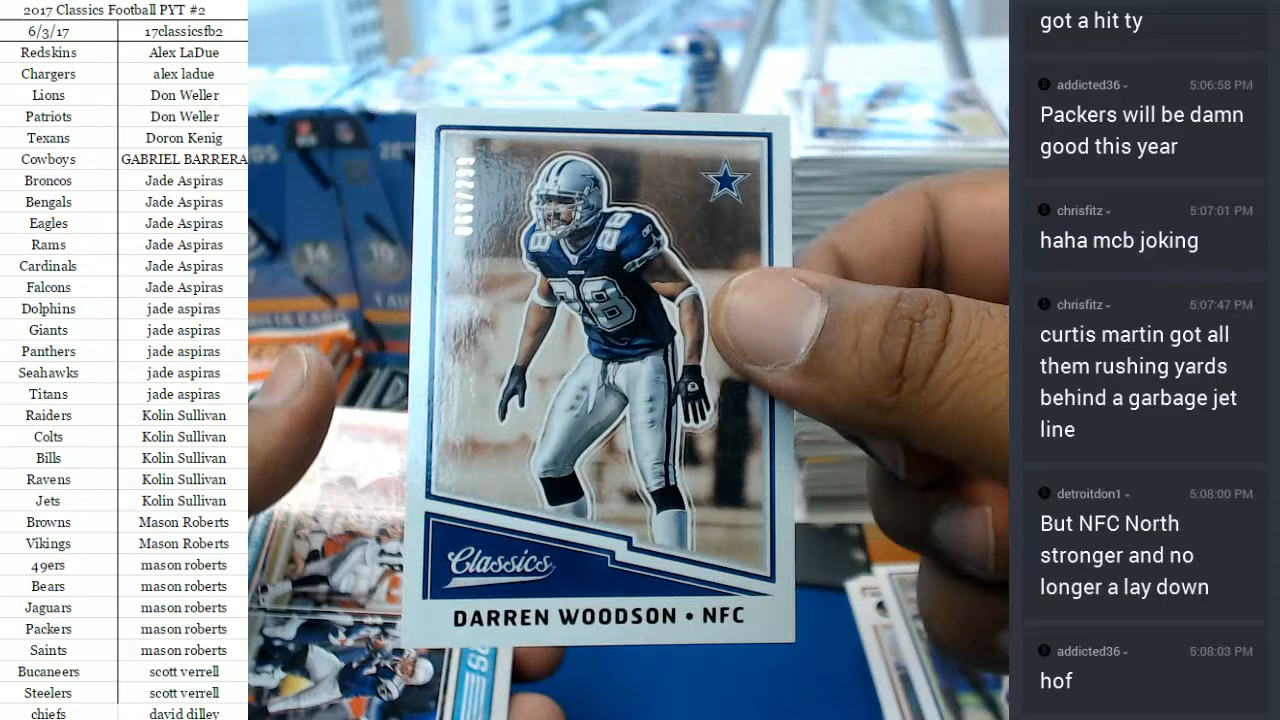 2017 Classics Football PYT #2
6/3/17 17classicsfb2
Redskins Alex LaDue
Chargers alex ladue
Lions Don Weller
Patriots Don Weller
Texans Doron Kenig
Cowboys GABRIEL BARRERA
Broncos Jade Aspiras
Bengals Jade Aspiras
Eagles Jade Aspiras
Rams Jade Aspiras
Cardinals Jade Aspiras
Falcons Jade Aspiras
Dolphins jade aspiras
Giants jade aspiras
Panthers jade aspiras
Seahawks jade aspiras
Titans jade aspiras
Raiders Kolin Sullivan
Colts Kolin Sullivan
Bills Kolin Sullivan
Ravens Kolin Sullivan
Jets Kolin Sullivan
Browns Mason Roberts
Vikings Mason Roberts
49ers mason roberts
Bears mason roberts
Jaguars mason roberts
Packers mason roberts
Saints mason roberts
Bucaneers scott verrell
Steelers scott verrell
chiefs david dilley
28
28
28
Classics
DARREN WOODSON • NFC
got a hit ty
addicted36 5:06:58 PM
Packers will be damn
good this year
chrisfitz 5:07:01 PM
haha mcb joking
chrisfitz 5:07:47 PM
curtis martin got all
them rushing yards
behind a garbage jet
line
detroitdon1 5:08:00 PM
But NFC North
stronger and no
longer a lay down
addicted36 5:08:03 PM
hof